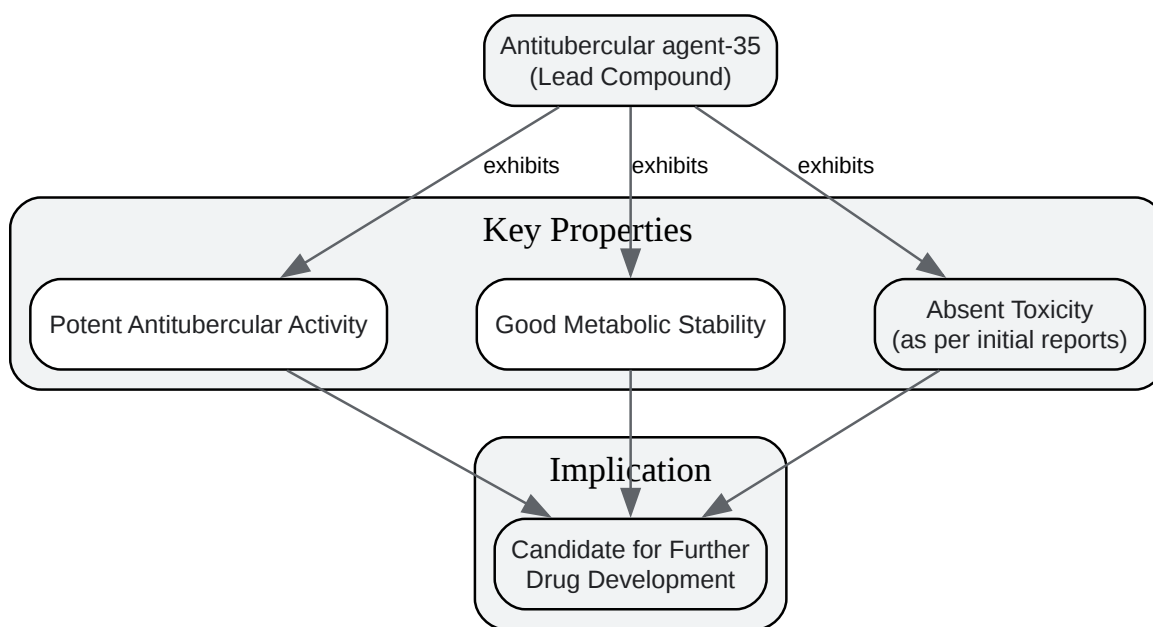 Antitubercular agent-35
(Lead Compound)
exhibits
exhibits
exhibits
Key Properties
Potent Antitubercular Activity
Good Metabolic Stability
Absent Toxicity
(as per initial reports)
Implication
Candidate for Further
Drug Development